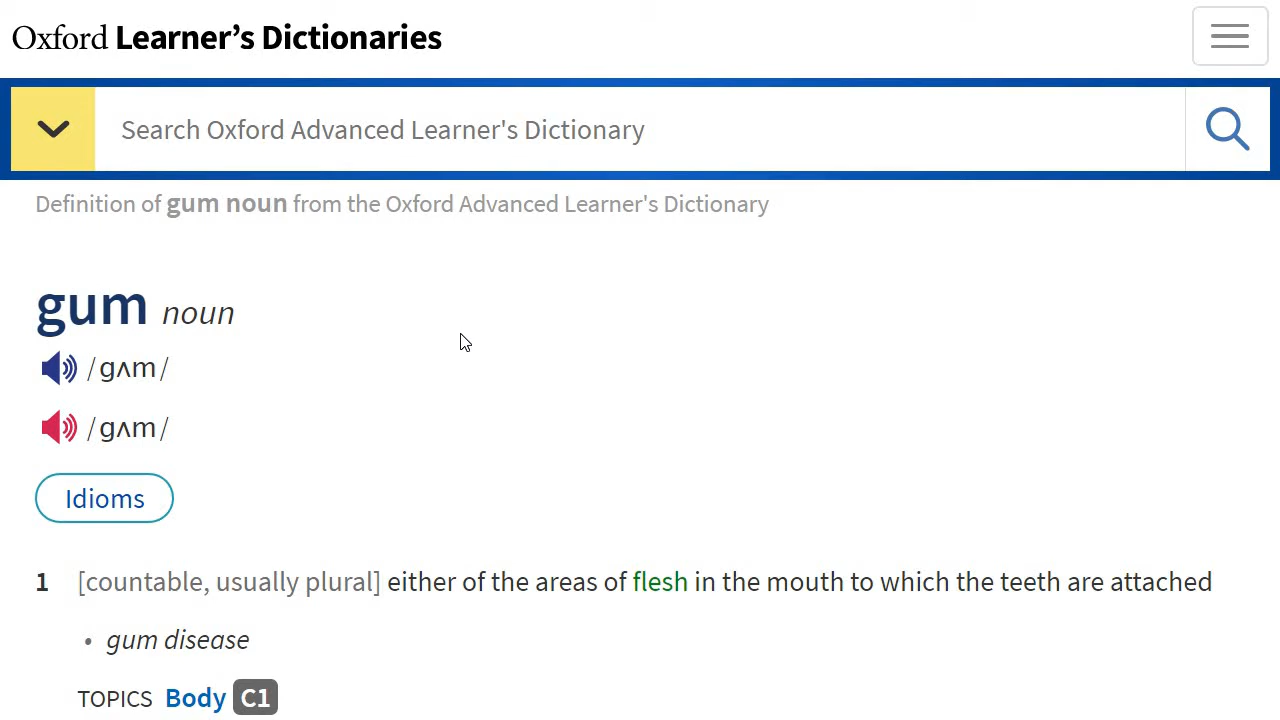 Oxford Learner's Dictionaries
Search Oxford Advanced Learner's Dictionary
Definition of gum noun from the Oxford Advanced Learner's Dictionary
gum noun
/ɡʌm/
/ɡʌm/
Idioms
1 [countable, usually plural] either of the areas of flesh in the mouth to which the teeth are attached
• gum disease
TOPICS Body C1